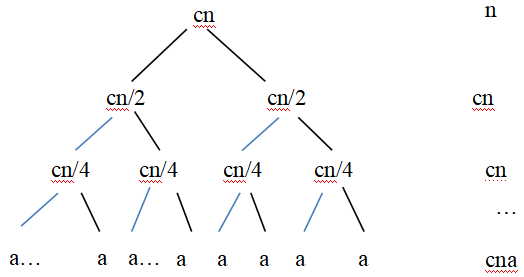 cn n
cn/2 cn/2 cn
cn/4 cn/4 cn/4 cn/4 cn
…
a… a a… a a a a a cna